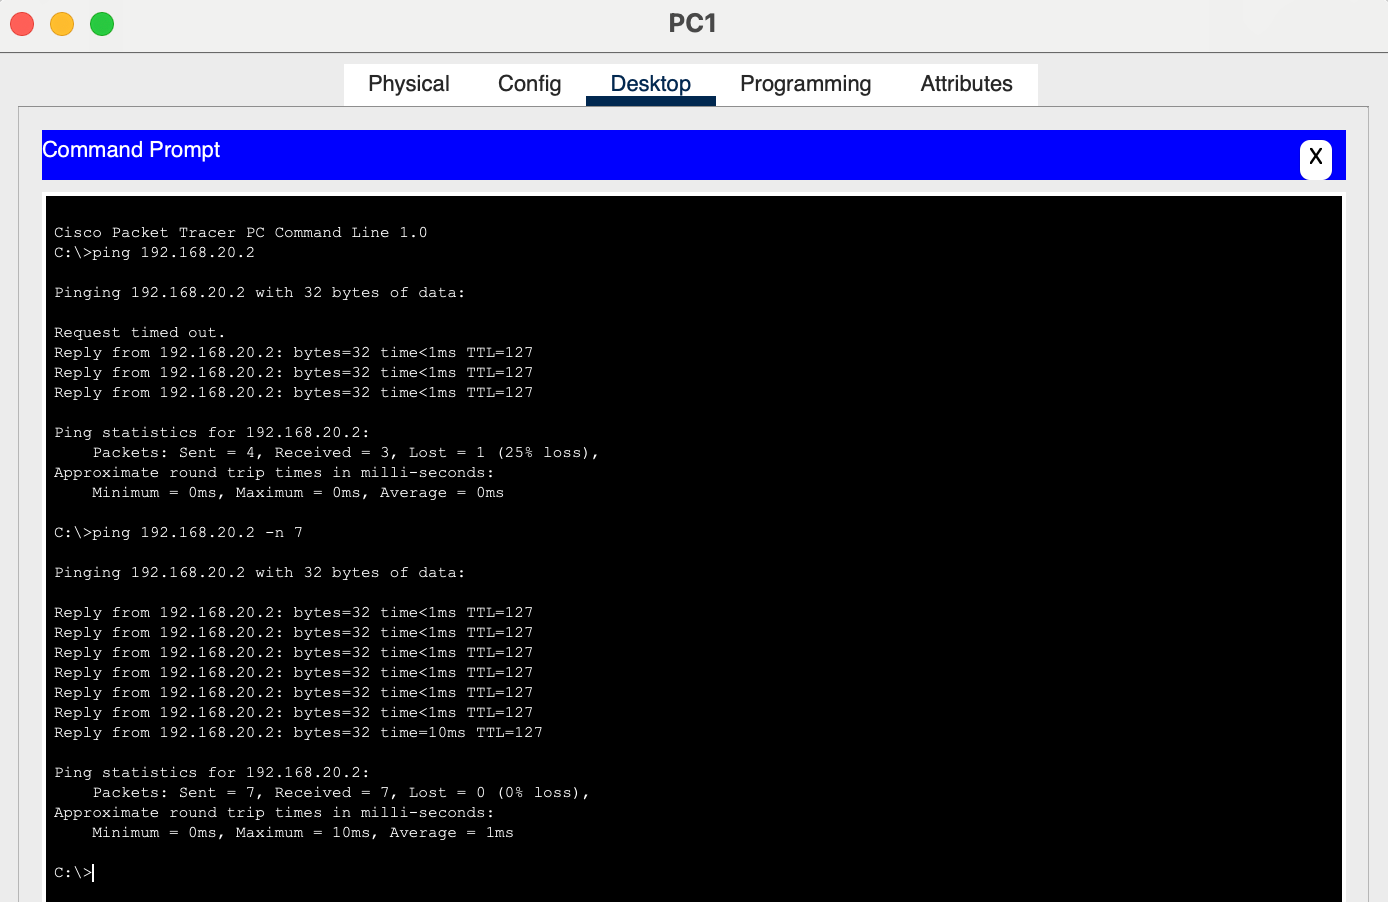 PC1
Physical Config Desktop Programming Attributes
Command Prompt
X
Cisco Packet Tracer PC Command Line 1.0
C:\>ping 192.168.20.2
Pinging 192.168.20.2 with 32 bytes of data:
Request timed out.
Reply from 192.168.20.2: bytes=32 time<1ms TTL=127
Reply from 192.168.20.2: bytes=32 time<1ms TTL=127
Reply from 192.168.20.2: bytes=32 time<1ms TTL=127
Ping statistics for 192.168.20.2:
Packets: Sent = 4, Received = 3, Lost = 1 (25% loss),
Approximate round trip times in milli-seconds:
Minimum = 0ms, Maximum = 0ms, Average = 0ms
C:\>ping 192.168.20.2 -n 7
Pinging 192.168.20.2 with 32 bytes of data:
Reply from 192.168.20.2: bytes=32 time<1ms TTL=127
Reply from 192.168.20.2: bytes=32 time<1ms TTL=127
Reply from 192.168.20.2: bytes=32 time<1ms TTL=127
Reply from 192.168.20.2: bytes=32 time<1ms TTL=127
Reply from 192.168.20.2: bytes=32 time<1ms TTL=127
Reply from 192.168.20.2: bytes=32 time<1ms TTL=127
Reply from 192.168.20.2: bytes=32 time=10ms TTL=127
Ping statistics for 192.168.20.2:
Packets: Sent = 7, Received = 7, Lost = 0 (0% loss),
Approximate round trip times in milli-seconds:
Minimum = 0ms, Maximum = 10ms, Average = 1ms
C:\>